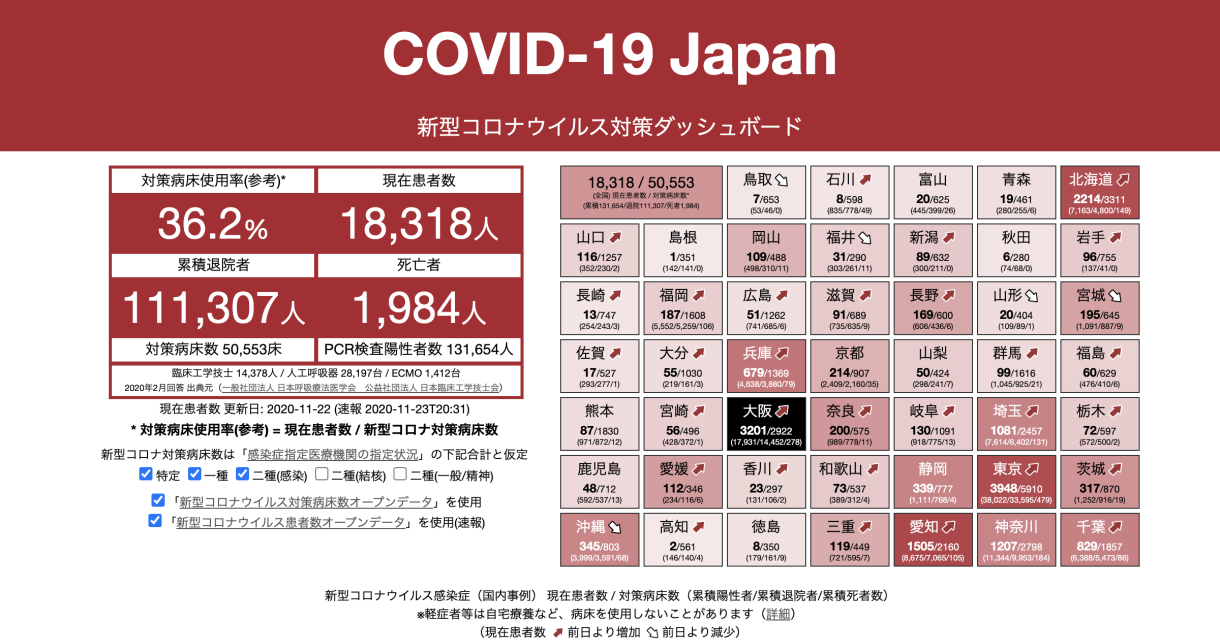 COVID-19 Japan
新型コロナウイルス対策ダッシュボード
対策病床使用率(参考)*
現在患者数
36.2%
18,318人
累積退院者
死亡者
111,307人
1,984人
対策病床数 50,553床
PCR検査陽性者数 131,654人
臨床工学技士 14,378人 / 人工呼吸器 28,197台 / ECMO 1,412台
2020年2月回答 出典元 (一般社団法人 日本呼吸療法医学会 公益社団法人 日本臨床工学技士会)
現在患者数 更新日: 2020-11-22 (速報 2020-11-23T20:31)
* 対策病床使用率(参考) = 現在患者数 / 新型コロナ対策病床数
新型コロナ対策病床数は「感染症指定医療機関の指定状況」の下記合計と仮定
特定 一種 二種(感染) 二種(結核) 二種(一般/精神)
「新型コロナウイルス対策病床数オープンデータ」を使用
「新型コロナウイルス患者数オープンデータ」を使用(速報)
18,318 / 50,553
(全国) 現在患者数 / 対策病床数*
(累積131,654/退院111,307/死者1,984)
鳥取
7/653
(53/46/0)
石川
8/598
(835/778/49)
富山
20/625
(445/399/26)
青森
19/461
(280/255/6)
北海道
2214/3311
(7,163/4,800/149)
山口
116/1257
(352/230/2)
島根
1/351
(142/141/0)
岡山
109/488
(498/310/11)
福井
31/290
(303/261/11)
新潟
89/632
(300/211/0)
秋田
6/280
(74/68/0)
岩手
96/755
(137/41/0)
長崎
13/747
(254/243/3)
福岡
187/1608
(5,552/5,259/106)
広島
51/1262
(741/685/6)
滋賀
91/689
(735/635/9)
長野
169/600
(606/436/6)
山形
20/404
(109/89/1)
宮城
195/645
(1,091/887/9)
佐賀
17/527
(293/277/1)
大分
55/1030
(219/161/3)
兵庫
679/1369
(4,638/3,880/79)
京都
214/907
(2,409/2,160/35)
山梨
50/424
(298/241/7)
群馬
99/1616
(1,045/925/21)
福島
60/629
(476/410/6)
熊本
87/1830
(971/872/12)
宮崎
56/496
(428/372/1)
大阪
3201/2922
(17,931/14,452/278)
奈良
200/575
(989/778/11)
岐阜
130/1091
(918/775/13)
埼玉
1081/2457
(7,614/6,402/131)
栃木
72/597
(572/500/2)
鹿児島
48/712
(592/537/13)
愛媛
112/346
(234/116/6)
香川
23/297
(131/106/2)
和歌山
73/537
(389/312/4)
静岡
339/777
(1,111/768/4)
東京
3948/5910
(38,022/33,595/479)
茨城
317/870
(1,252/916/19)
沖縄
345/803
(3,999/3,591/68)
高知
2/561
(146/140/4)
徳島
8/350
(179/161/9)
三重
119/449
(721/595/7)
愛知
1505/2160
(8,675/7,065/105)
神奈川
1207/2798
(11,344/9,953/184)
千葉
829/1857
(6,388/5,473/86)
新型コロナウイルス感染症(国内事例) 現在患者数 / 対策病床数(累積陽性者/累積退院者/累積死者数)
※軽症者等は自宅療養など、病床を使用しないことがあります(詳細)
(現在患者数 前日より増加 前日より減少)